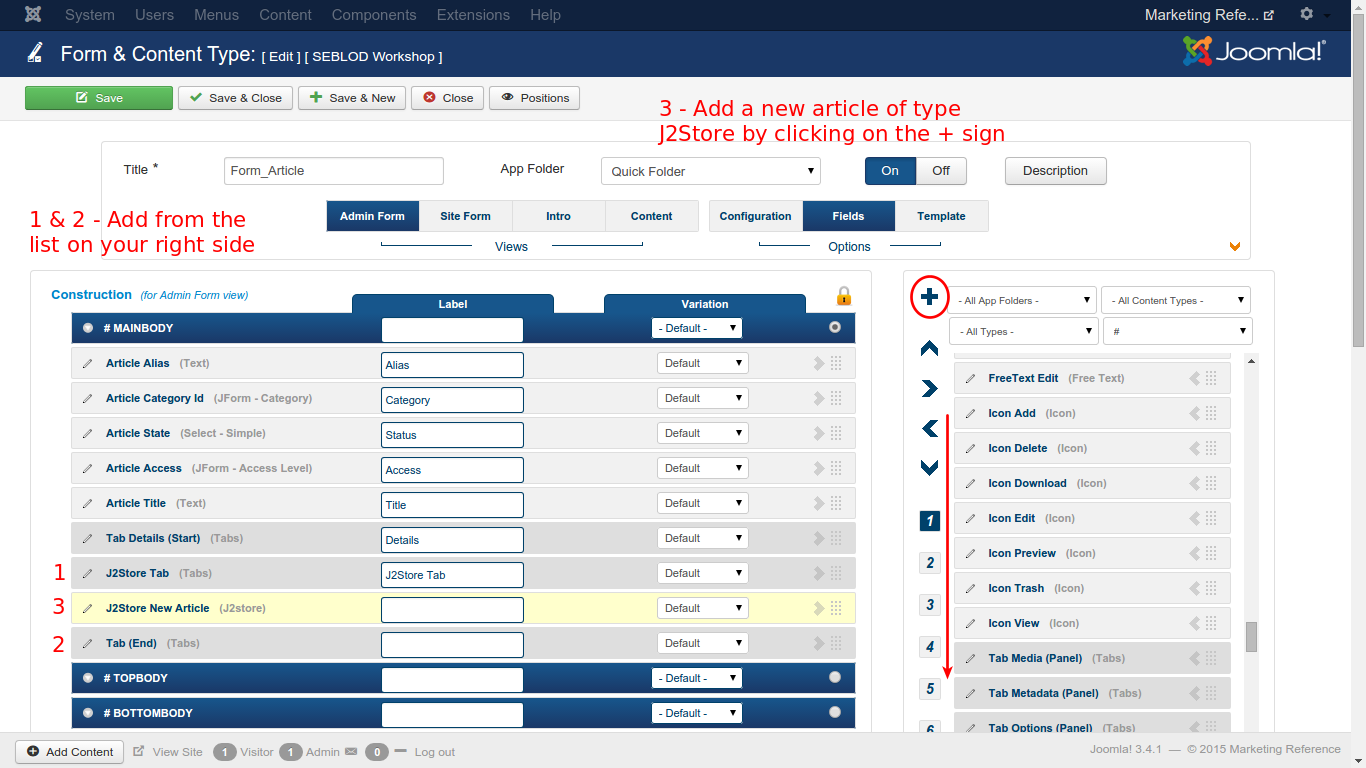 System Users Menus Content Components Extensions Help Marketing Refe...
Form & Content Type: [ Edit ] [ SEBLOD Workshop ] Joomla!
Save Save & Close Save & New Close Positions
3 - Add a new article of type
J2Store by clicking on the + sign
Title * Form_Article App Folder Quick Folder On Off Description
1 & 2 - Add from the
list on your right side
Admin Form Site Form Intro Content Configuration Fields Template
Views Options
Construction (for Admin Form view) Label Variation
# MAINBODY - Default -
Article Alias (Text) Alias Default
Article Category Id (JForm - Category) Category Default
Article State (Select - Simple) Status Default
Article Access (JForm - Access Level) Access Default
Article Title (Text) Title Default
Tab Details (Start) (Tabs) Details Default
1 J2Store Tab (Tabs) J2Store Tab Default
3 J2Store New Article (J2store) Default
2 Tab (End) (Tabs) Default
# TOPBODY - Default -
# BOTTOMBODY - Default -
- All App Folders - - All Content Types -
- All Types - #
FreeText Edit (Free Text)
Icon Add (Icon)
Icon Delete (Icon)
Icon Download (Icon)
Icon Edit (Icon)
Icon Preview (Icon)
Icon Trash (Icon)
Icon View (Icon)
Tab Media (Panel) (Tabs)
Tab Metadata (Panel) (Tabs)
Tab Options (Panel) (Tabs)
1
2
3
4
5
6
Add Content View Site 1 Visitor 1 Admin 0 Log out Joomla! 3.4.1 — © 2015 Marketing Reference